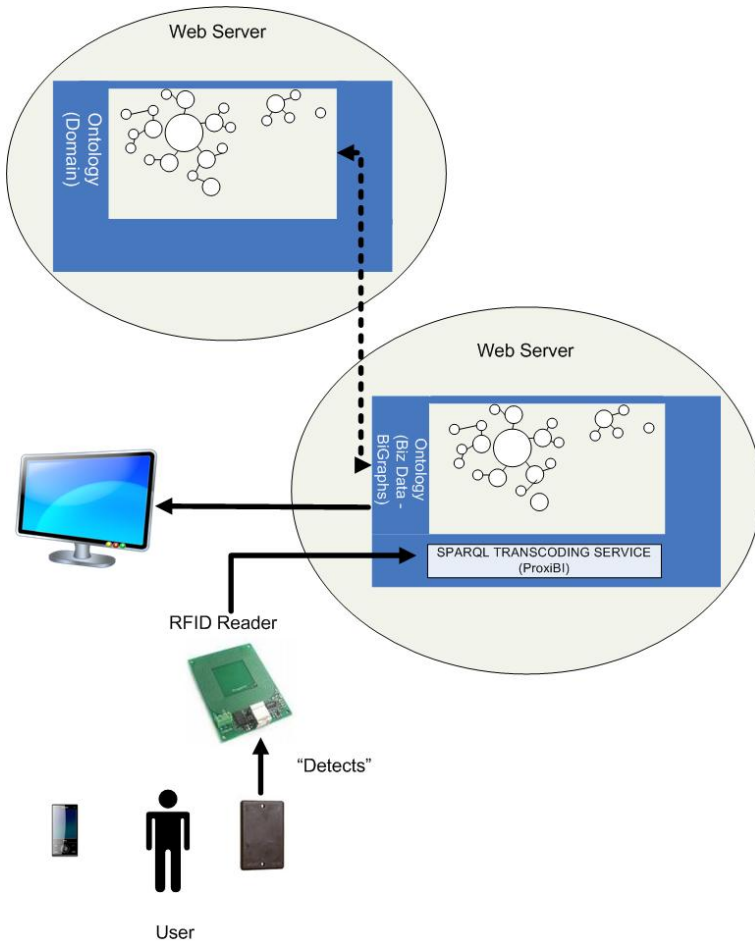 Web Server
Ontology
(Domain)
Web Server
Ontology
(Biz Data -
BiGraphs)
SPARQL TRANSCODING SERVICE
(ProxiBI)
RFID Reader
“Detects”
User